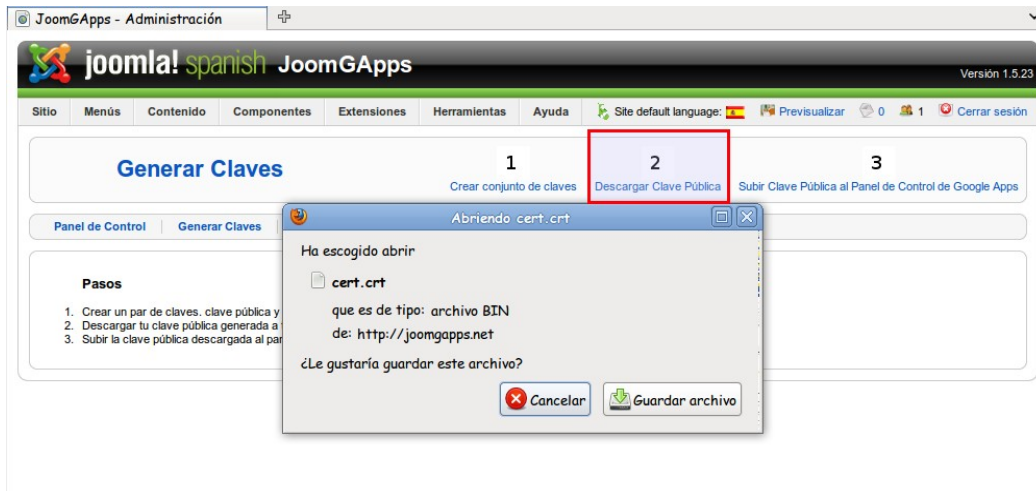 JoomGApps - Administración
joomla! spanish JoomGApps
Versión 1.5.23
Sitio Menús Contenido Componentes Extensiones Herramientas Ayuda Site default language: Previsualizar 0 1 Cerrar sesión
Generar Claves
1 2 3
Crear conjunto de claves Descargar Clave Pública Subir Clave Pública al Panel de Control de Google Apps
Panel de Control Generar Claves
Abriendo cert.crt
Ha escogido abrir
cert.crt
que es de tipo: archivo BIN
de: http://joomgapps.net
¿Le gustaría guardar este archivo?
Cancelar Guardar archivo
Pasos
1. Crear un par de claves. clave pública y
2. Descargar tu clave pública generada a
3. Subir la clave pública descargada al